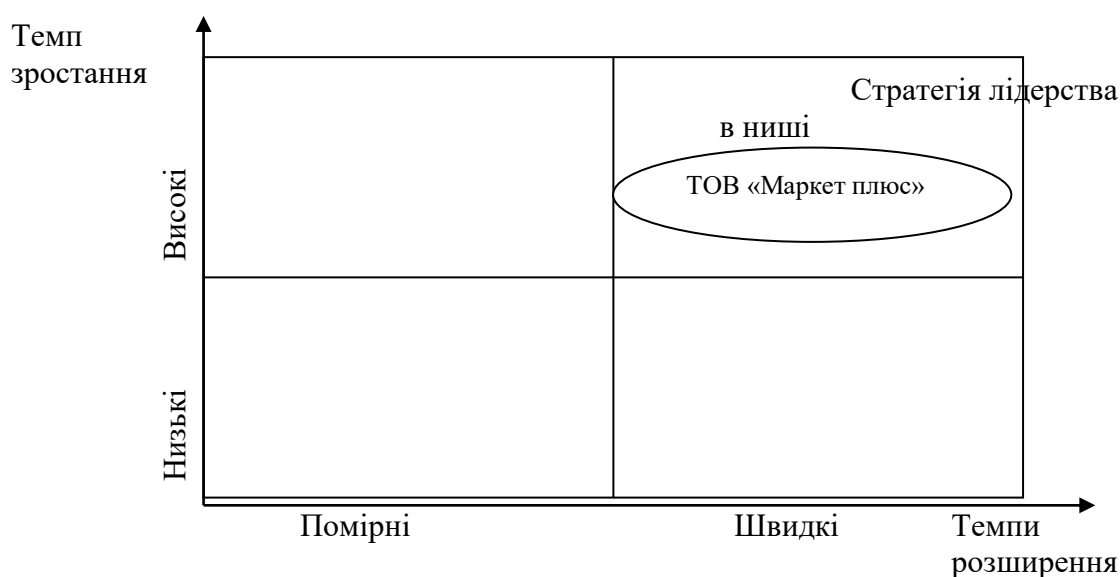 Темп
зростання
Стратегія лідерства
в ниші
ТОВ «Маркет плюс»
Високі
Низькі
Помірні
Швидкі
Темпи
розширення